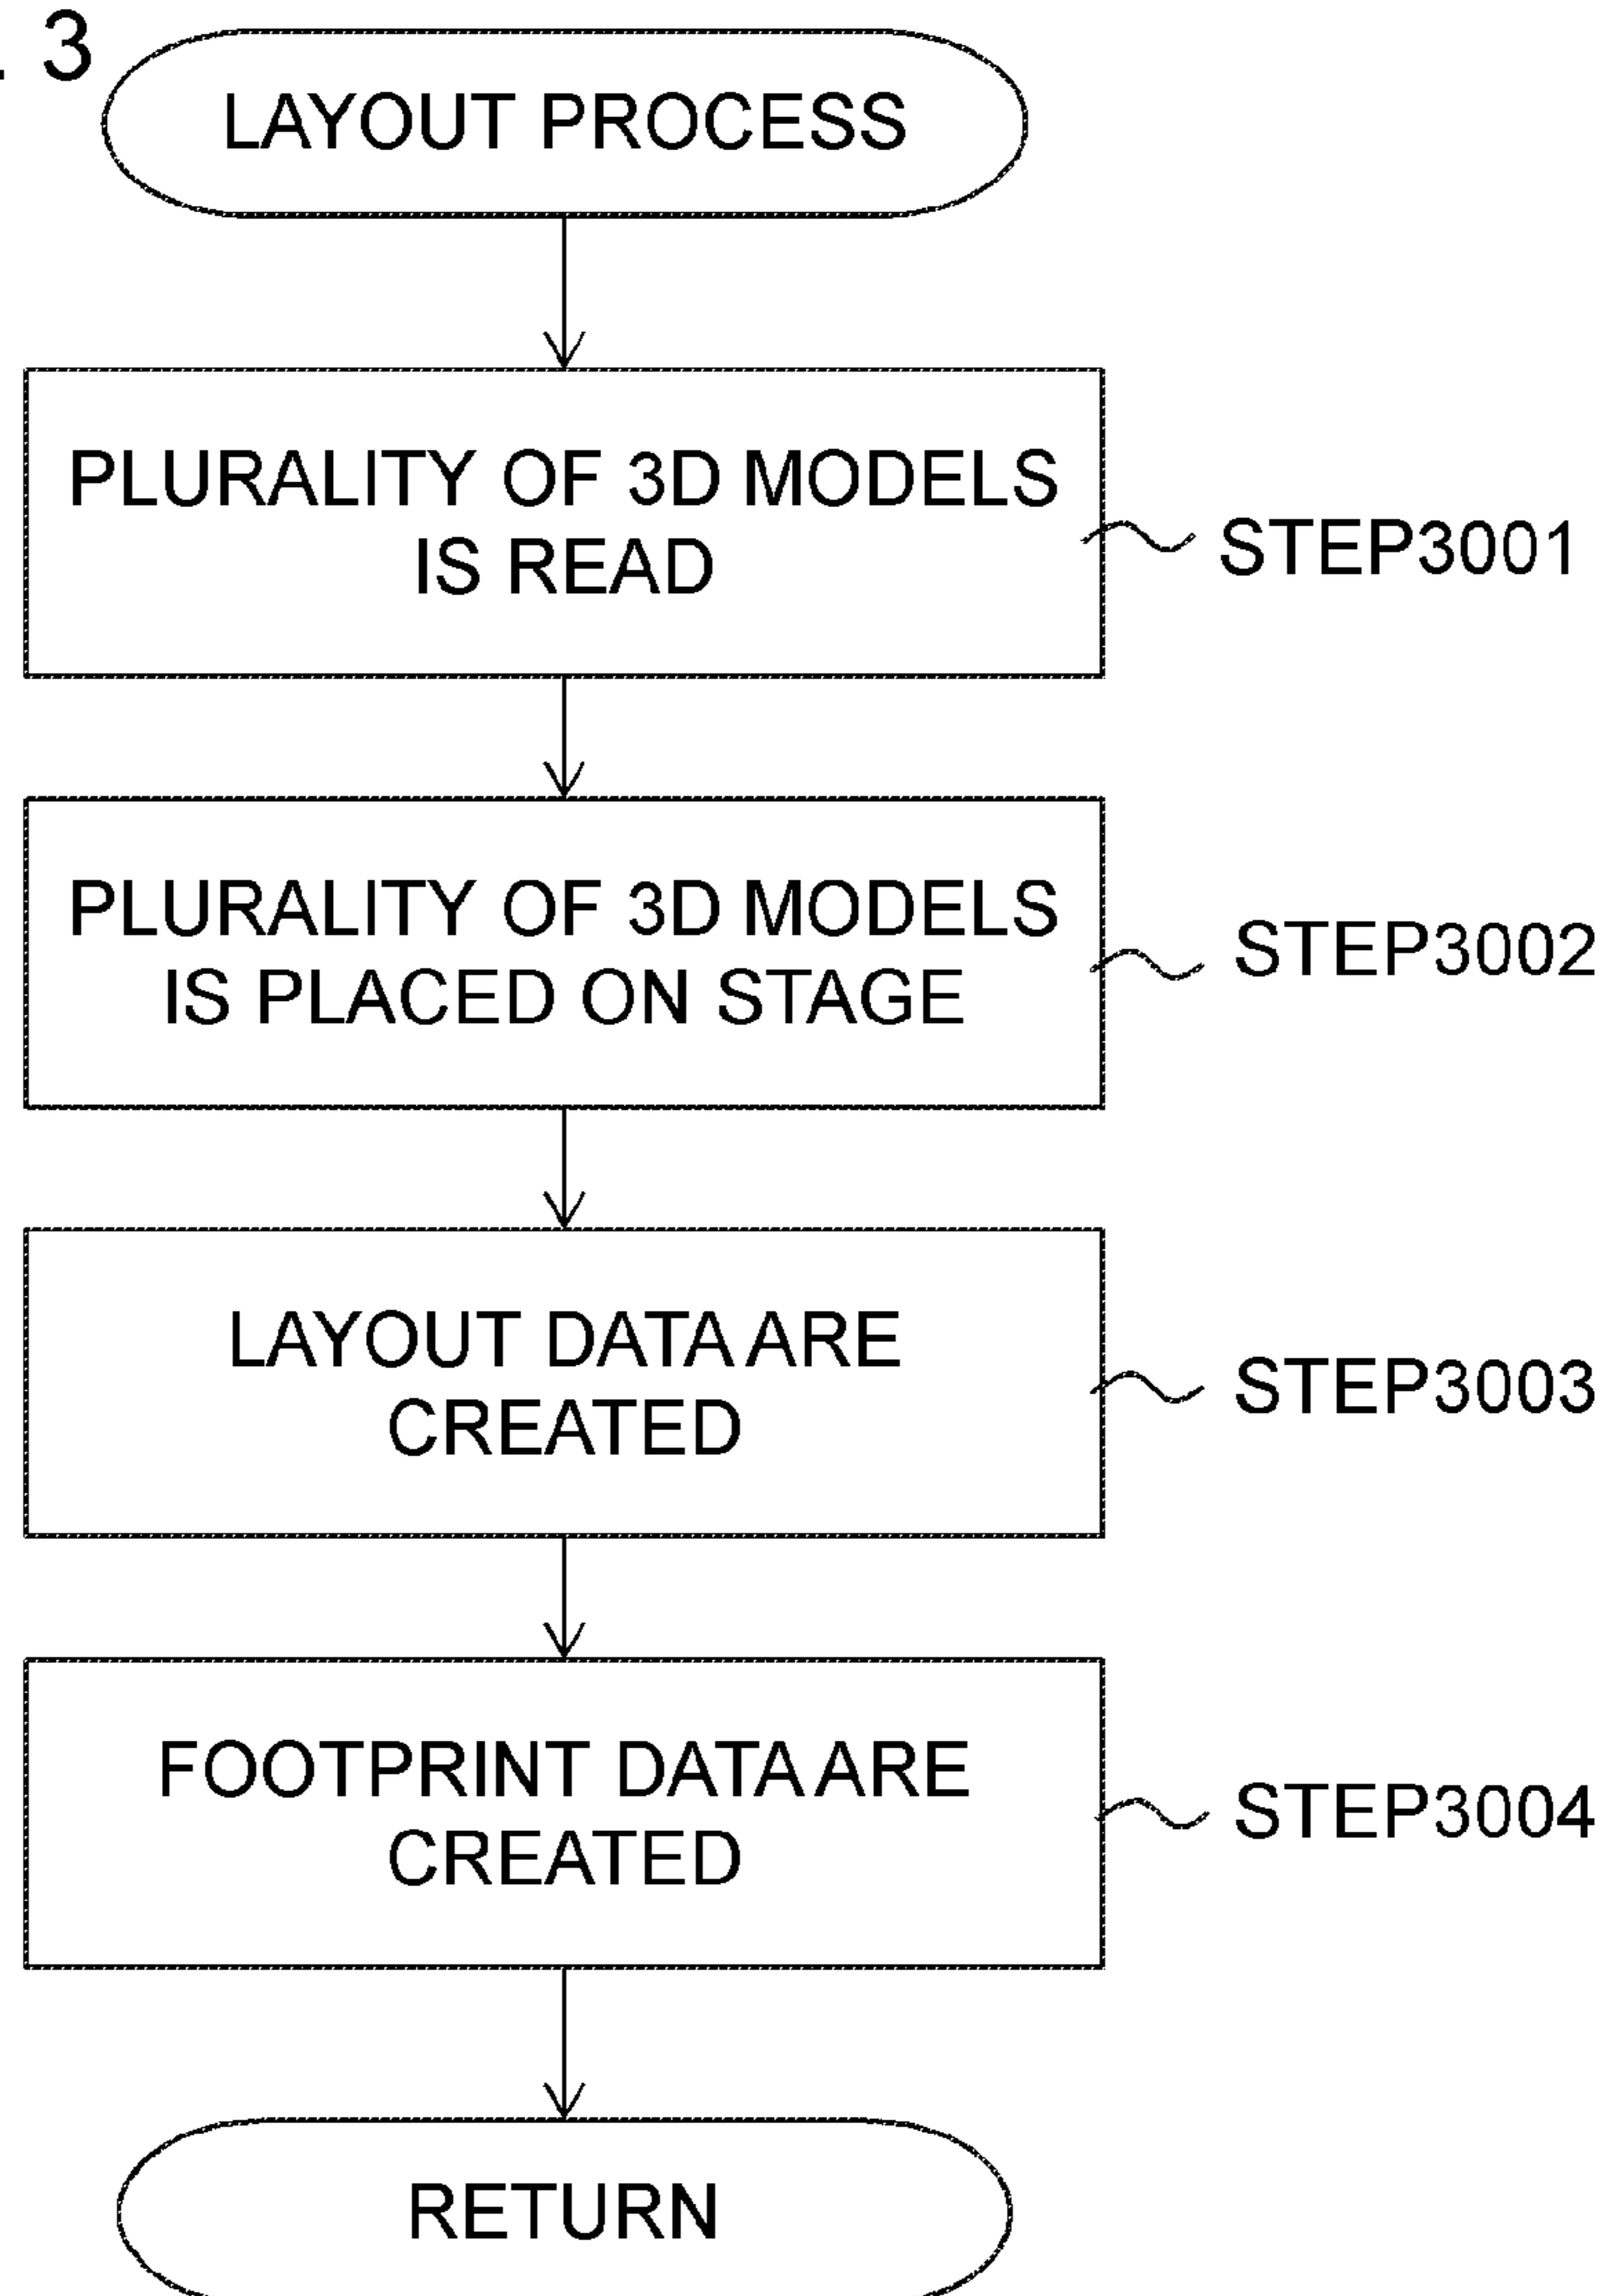 . 3
LAYOUT PROCESS
PLURALITY OF 3D MODELS
IS READ
STEP3001
PLURALITY OF 3D MODELS
IS PLACED ON STAGE
STEP3002
LAYOUT DATA ARE
CREATED
STEP3003
FOOTPRINT DATA ARE
CREATED
STEP3004
RETURN